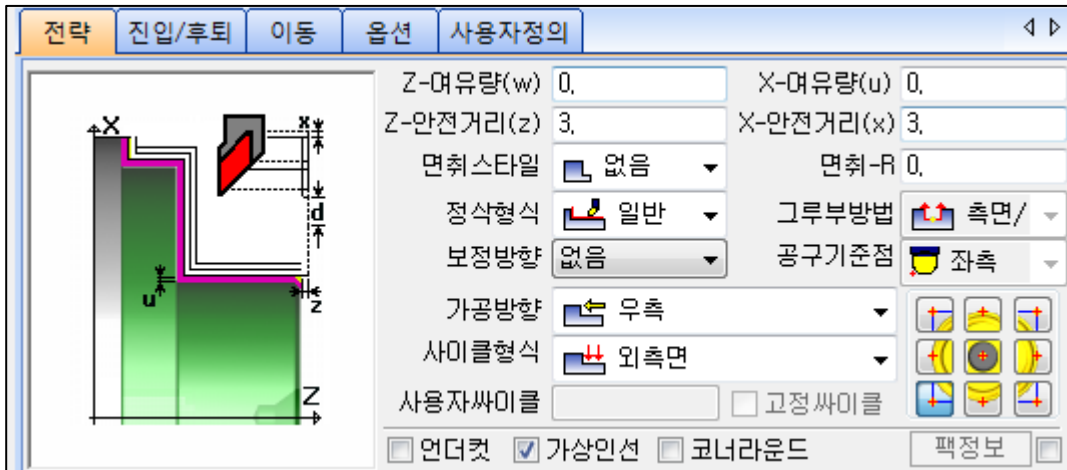 전략 진입/후퇴 이동 옵션 사용자정의
Z-여유량(w) 0, X-여유량(u) 0,
Z-안전거리(z) 3, X-안전거리(x) 3,
면취스타일 없음 면취-R 0,
정삭형식 일반 그루부방법 측면/
보정방향 없음 공구기준점 좌측
가공방향 우측
사이클형식 외측면
사용자싸이클 고정싸이클
언더컷 가상인선 코너라운드 팩정보
X x
d
u z
Z